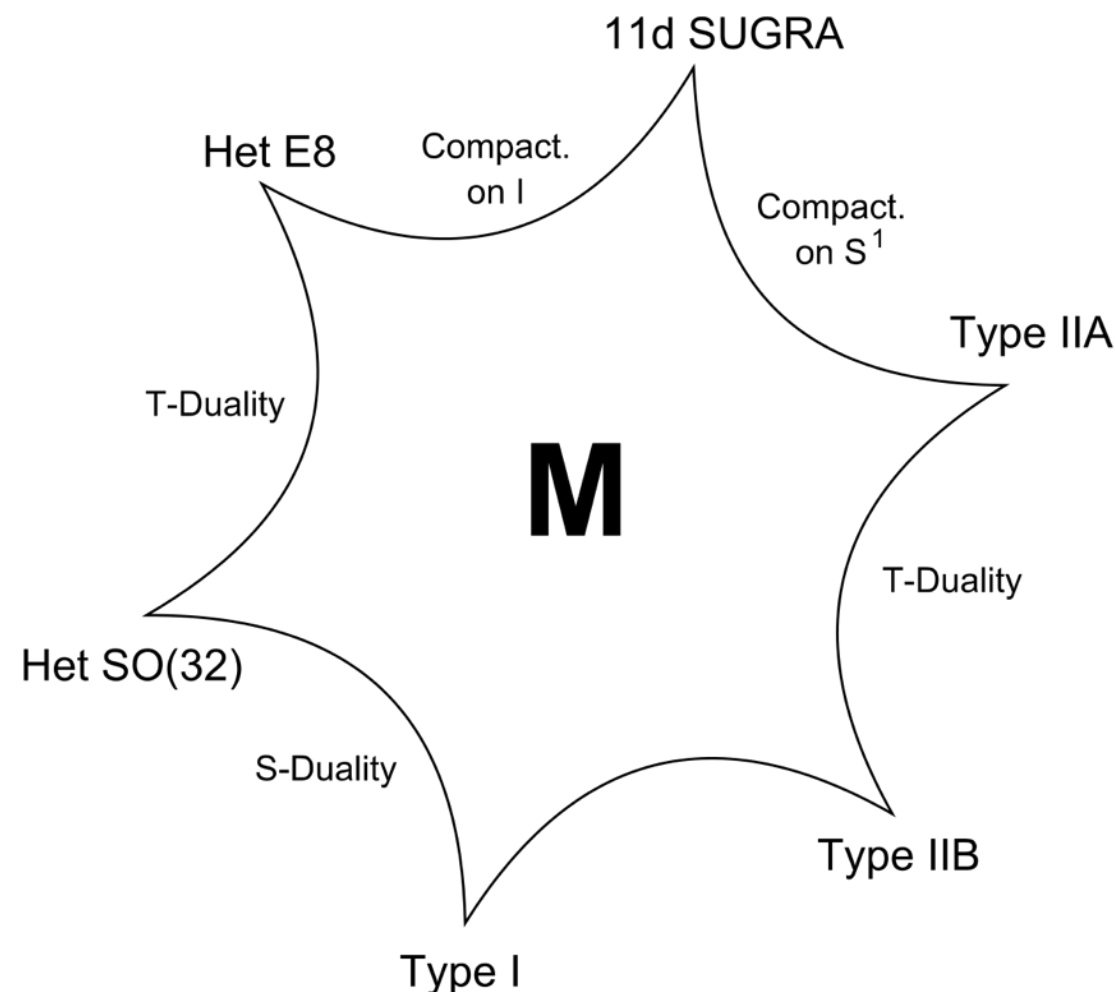 11d SUGRA
Het E8
Compact.
on I
Compact.
on S¹
Type IIA
T-Duality
M
T-Duality
Het SO(32)
S-Duality
Type IIB
Type I